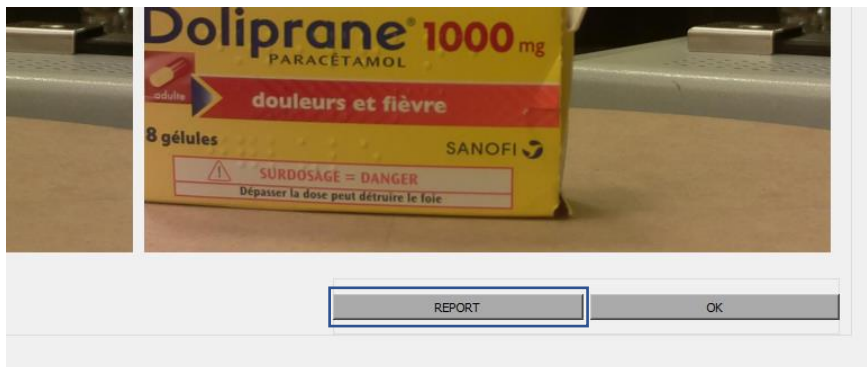 Doliprane® 1000 mg
PARACÉTAMOL
adulte
douleurs et fièvre
8 gélules
SANOFI
SURDOSAGE = DANGER
Dépasser la dose peut détruire le foie
REPORT OK